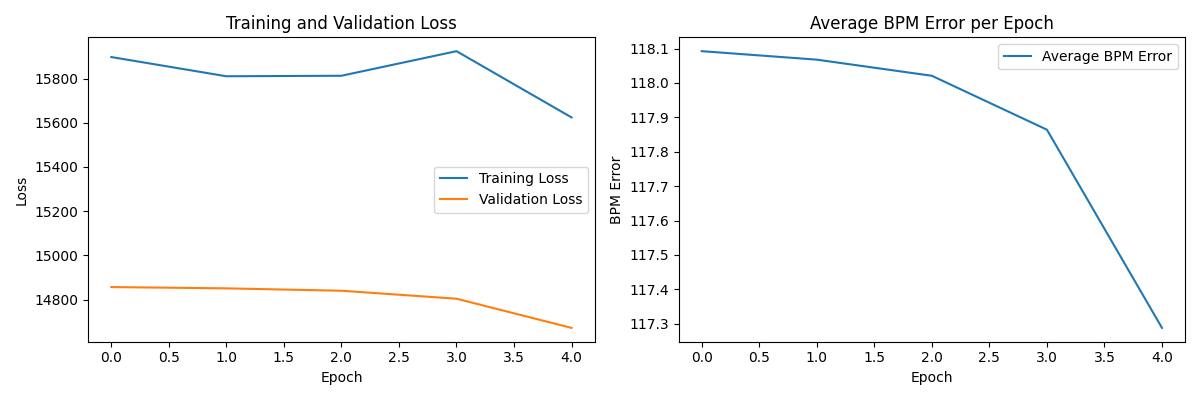 Training and Validation Loss
Loss
15800
15600
15400
15200
15000
14800
Training Loss
Validation Loss
0.0 0.5 1.0 1.5 2.0 2.5 3.0 3.5 4.0
Epoch
Average BPM Error per Epoch
BPM Error
118.1
118.0
117.9
117.8
117.7
117.6
117.5
117.4
117.3
Average BPM Error
0.0 0.5 1.0 1.5 2.0 2.5 3.0 3.5 4.0
Epoch